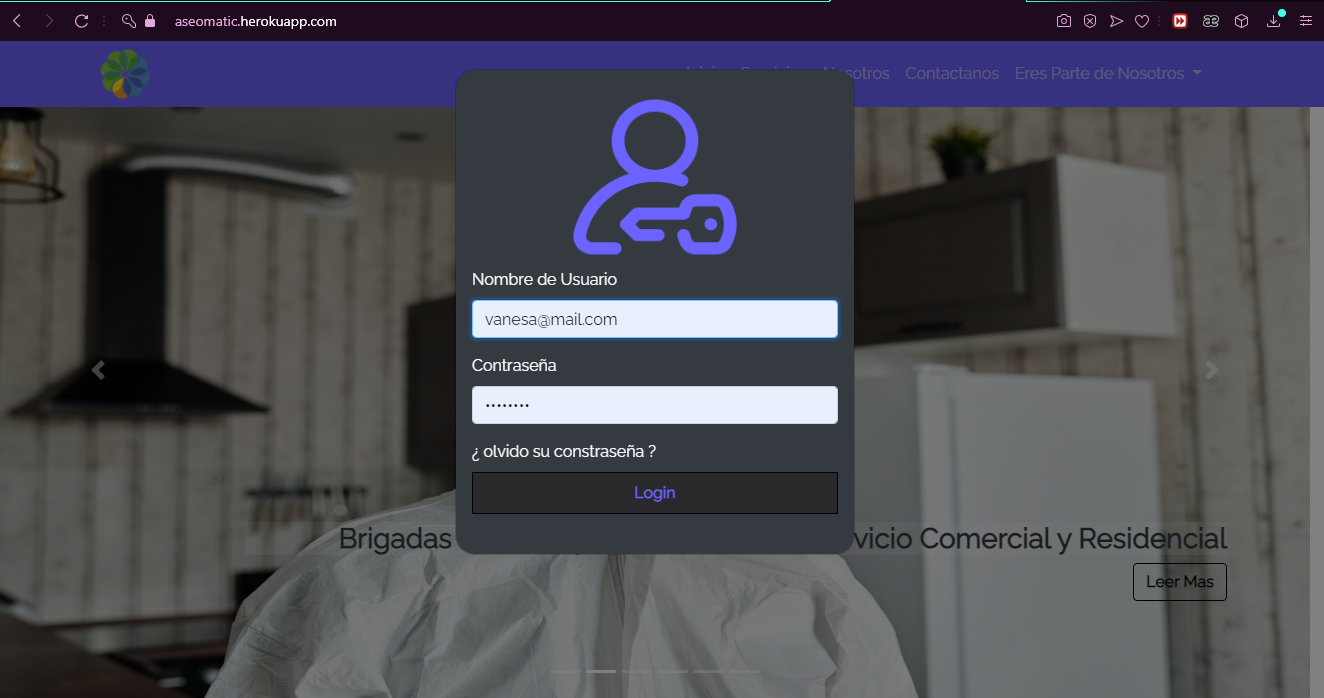 aseomatic.herokuapp.com
Nosotros Contactanos Eres Parte de Nosotros
Nombre de Usuario
vanesa@mail.com
Contraseña
••••••••
¿ olvido su constraseña ?
Login
Brigadas
Comercial y Residencial
Leer Mas